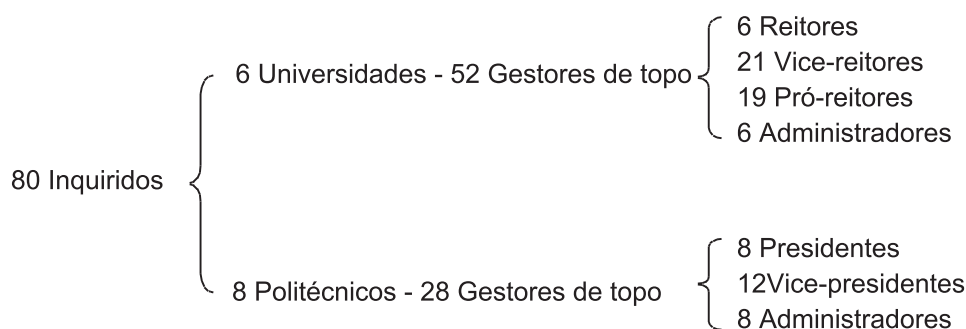 80 Inquiridos
6 Universidades - 52 Gestores de topo
6 Reitores
21 Vice-reitores
19 Pró-reitores
6 Administradores
8 Politécnicos - 28 Gestores de topo
8 Presidentes
12Vice-presidentes
8 Administradores